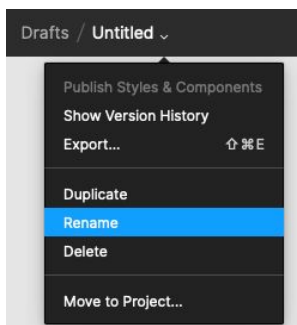 Drafts / Untitled
Publish Styles & Components
Show Version History
Export... ⇧⌘E
Duplicate
Rename
Delete
Move to Project...